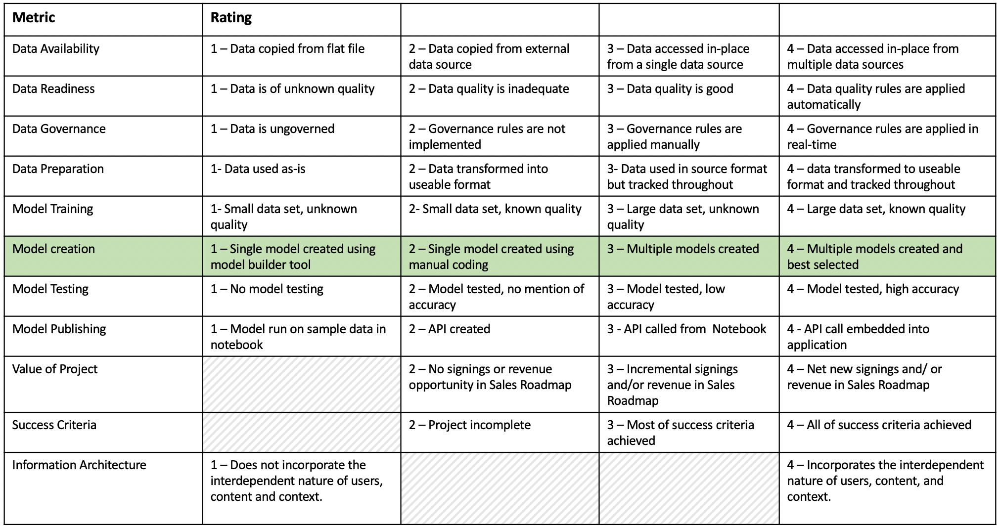 Metric
Rating
Data Availability
1 – Data copied from flat file
2 – Data copied from external
data source
3 – Data accessed in-place
from a single data source
4 – Data accessed in-place from
multiple data sources
Data Readiness
1 – Data is of unknown quality
2 – Data quality is inadequate
3 – Data quality is good
4 – Data quality rules are applied
automatically
Data Governance
1 – Data is ungoverned
2 – Governance rules are not
implemented
3 – Governance rules are
applied manually
4 – Governance rules are applied in
real-time
Data Preparation
1- Data used as-is
2 – Data transformed into
useable format
3- Data used in source format
but tracked throughout
4 – data transformed to useable
format and tracked throughout
Model Training
1- Small data set, unknown
quality
2- Small data set, known quality
3 – Large data set, unknown
quality
4 – Large data set, known quality
Model creation
1 – Single model created using
model builder tool
2 – Single model created using
manual coding
3 – Multiple models created
4 – Multiple models created and
best selected
Model Testing
1 – No model testing
2 – Model tested, no mention of
accuracy
3 – Model tested, low
accuracy
4 – Model tested, high accuracy
Model Publishing
1 – Model run on sample data in
notebook
2 – API created
3 - API called from  Notebook
4 - API call embedded into
application
Value of Project
2 – No signings or revenue
opportunity in Sales Roadmap
3 – Incremental signings
and/or revenue in Sales
Roadmap
4 – Net new signings and/ or
revenue in Sales Roadmap
Success Criteria
2 – Project incomplete
3 – Most of success criteria
achieved
4 – All of success criteria achieved
Information Architecture
1 – Does not incorporate the
interdependent nature of users,
content and context.
4 – Incorporates the interdependent
nature of users, content, and
context.